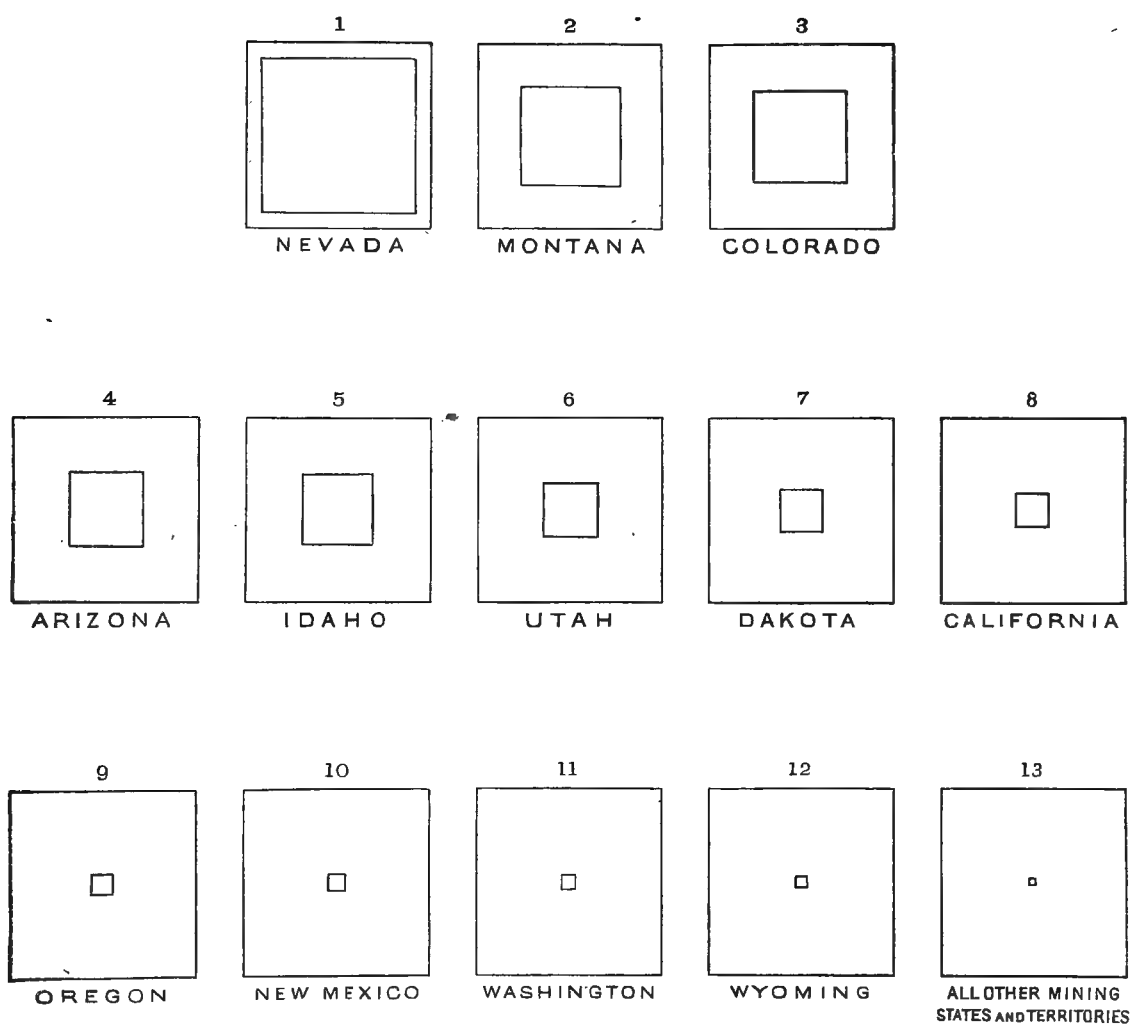 1 2 3
NEVADA MONTANA COLORADO
4 5 6 7 8
ARIZONA IDAHO UTAH DAKOTA CALIFORNIA
9 10 11 12 13
OREGON NEW MEXICO WASHINGTON WYOMING ALL OTHER MINING
STATES AND TERRITORIES